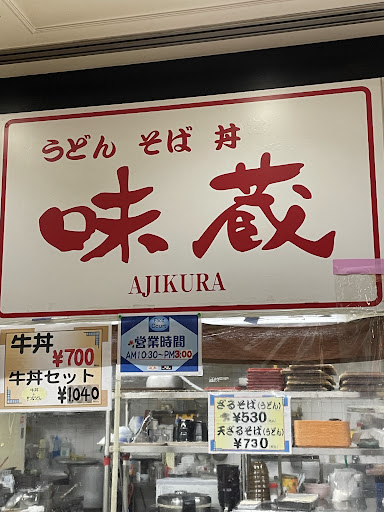 うどん そば 丼
味蔵
AJIKURA
牛丼
¥700
牛丼セット
¥1,040
営業時間
AM10:30~PM3:00
ざるそば(うどん)
¥530
天ざるそば(うどん)
¥730